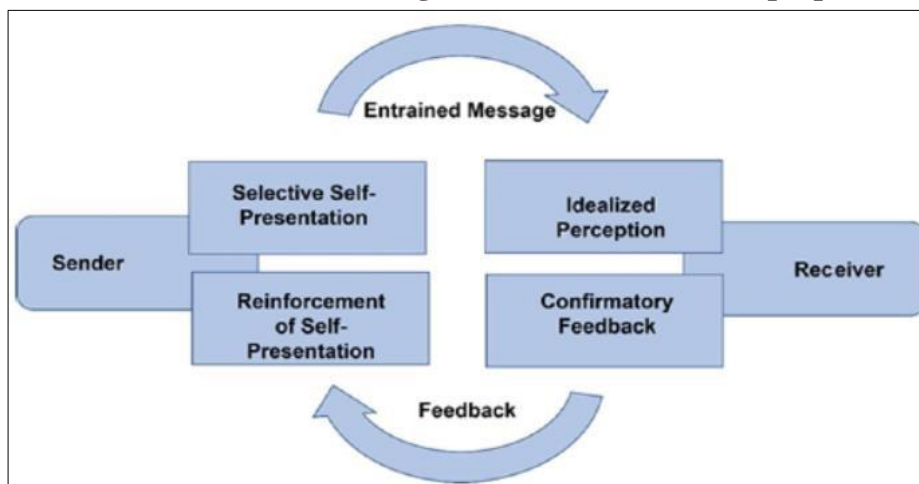 Entrained Message
Selective Self-
Presentation
Idealized
Perception
Sender
Receiver
Reinforcement
of Self-
Presentation
Confirmatory
Feedback
Feedback